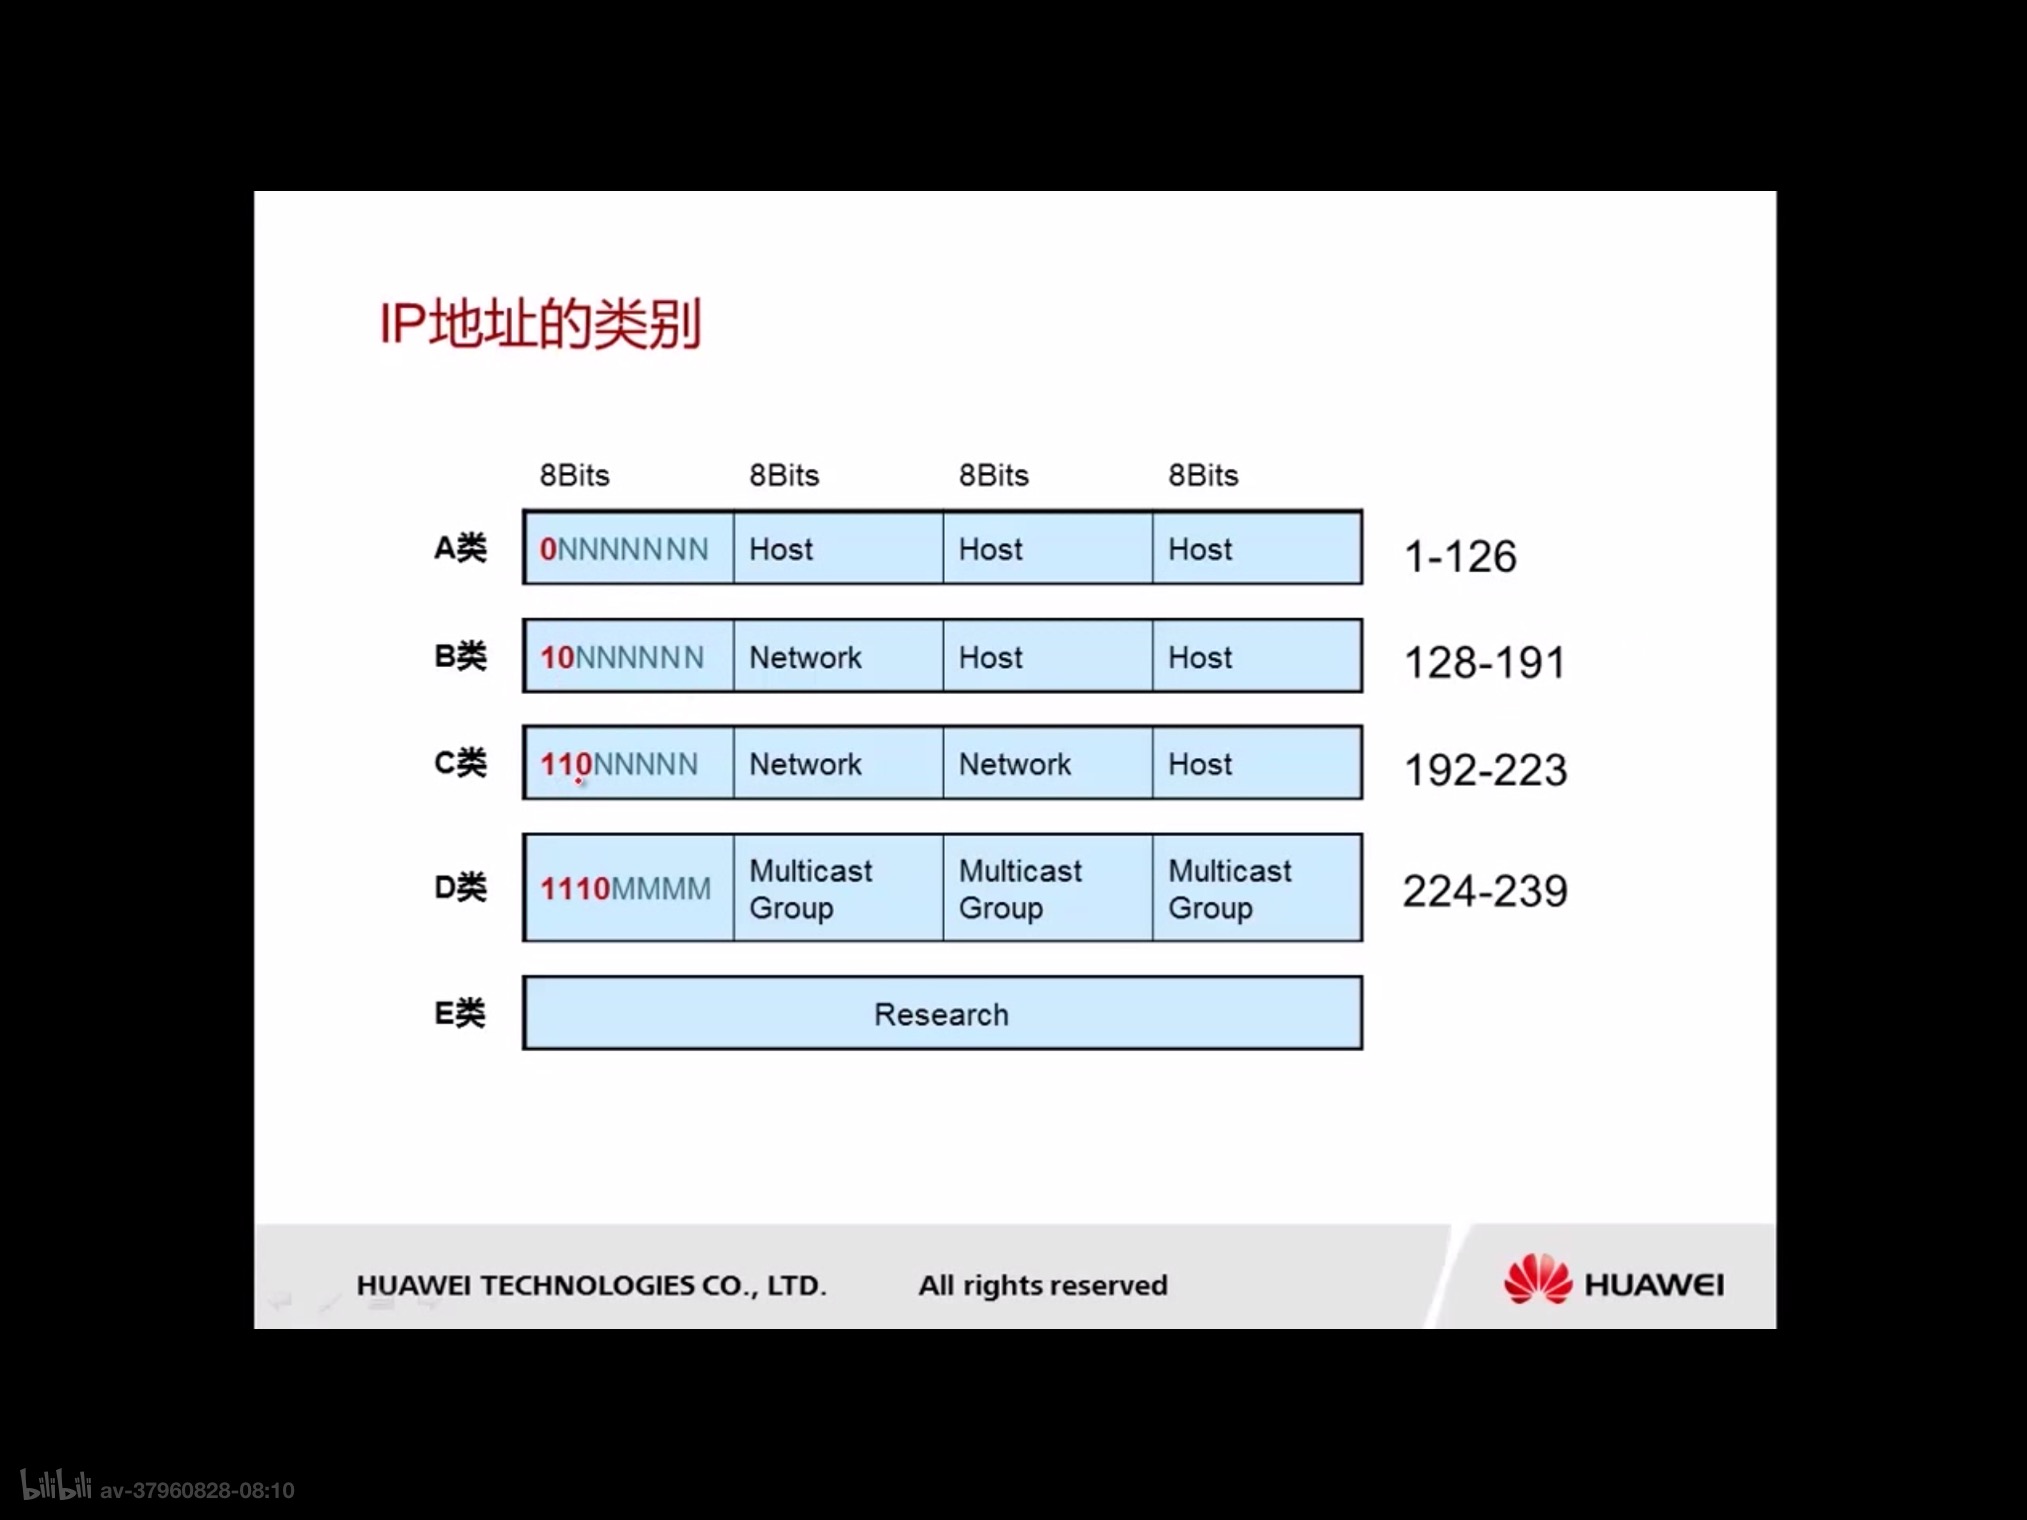 IP地址的类别
8Bits 8Bits 8Bits 8Bits
A类 0NNNNNNN Host Host Host 1-126
B类 10NNNNNN Network Host Host 128-191
C类 110NNNNN Network Network Host 192-223
D类 1110MMMM Multicast Group Multicast Group Multicast Group 224-239
E类 Research
HUAWEI TECHNOLOGIES CO., LTD. All rights reserved HUAWEI
bilibili av-37960828-08:10